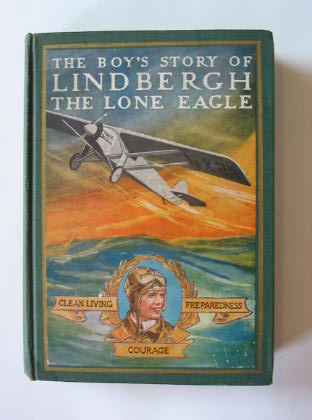 THE BOY'S STORY OF
LINDBERGH
THE LONE EAGLE
CLEAN LIVING
PREPAREDNESS
COURAGE